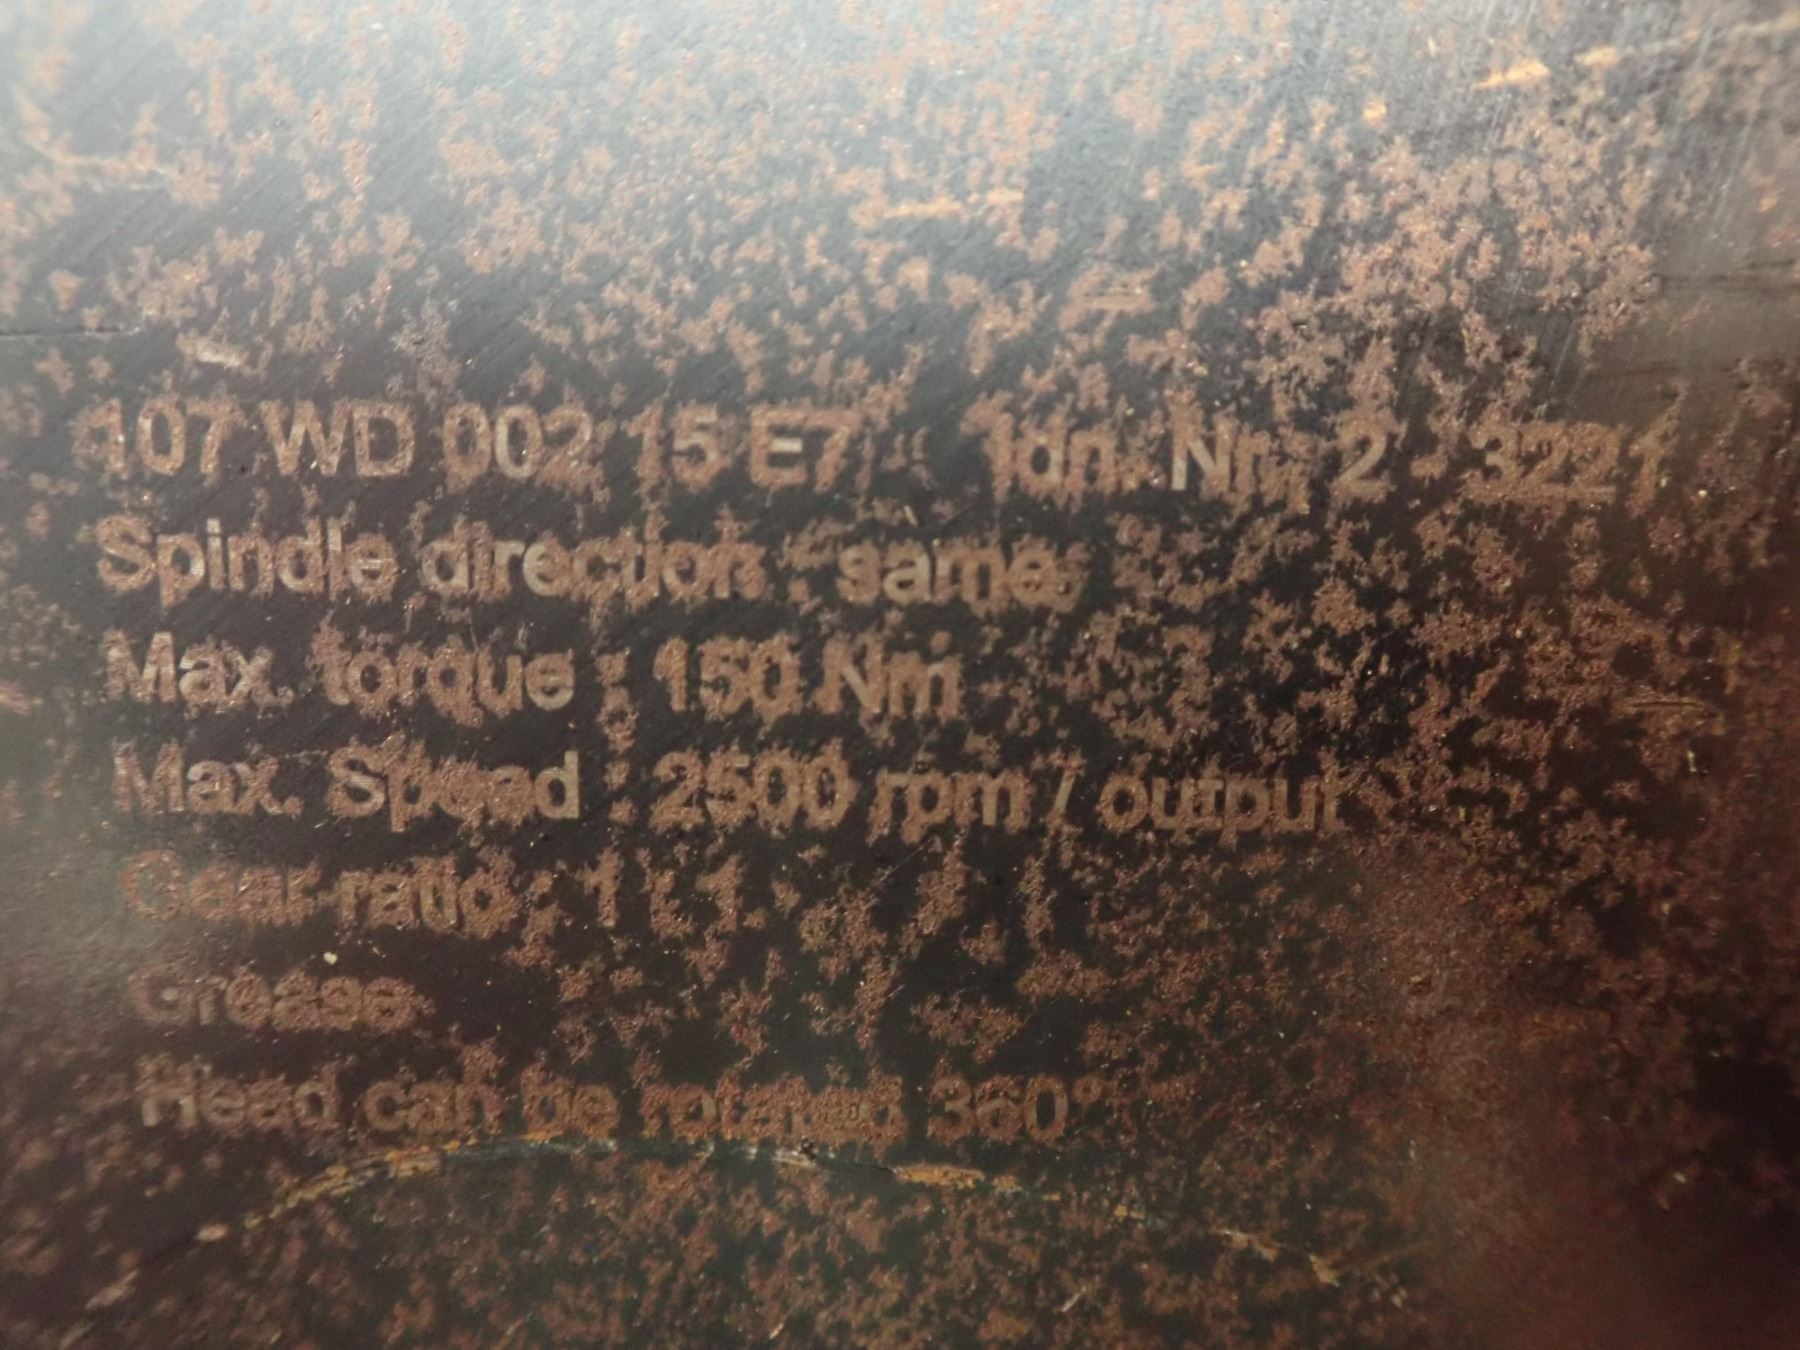 107 WD 002 15 E7 Idn. Nr. 2 - 3221
Spindle direction : same
Max. torque : 150 Nm
Max. Speed : 2500 rpm / output
Gear ratio : 1 : 1
Grease
Head can be rotated 360°